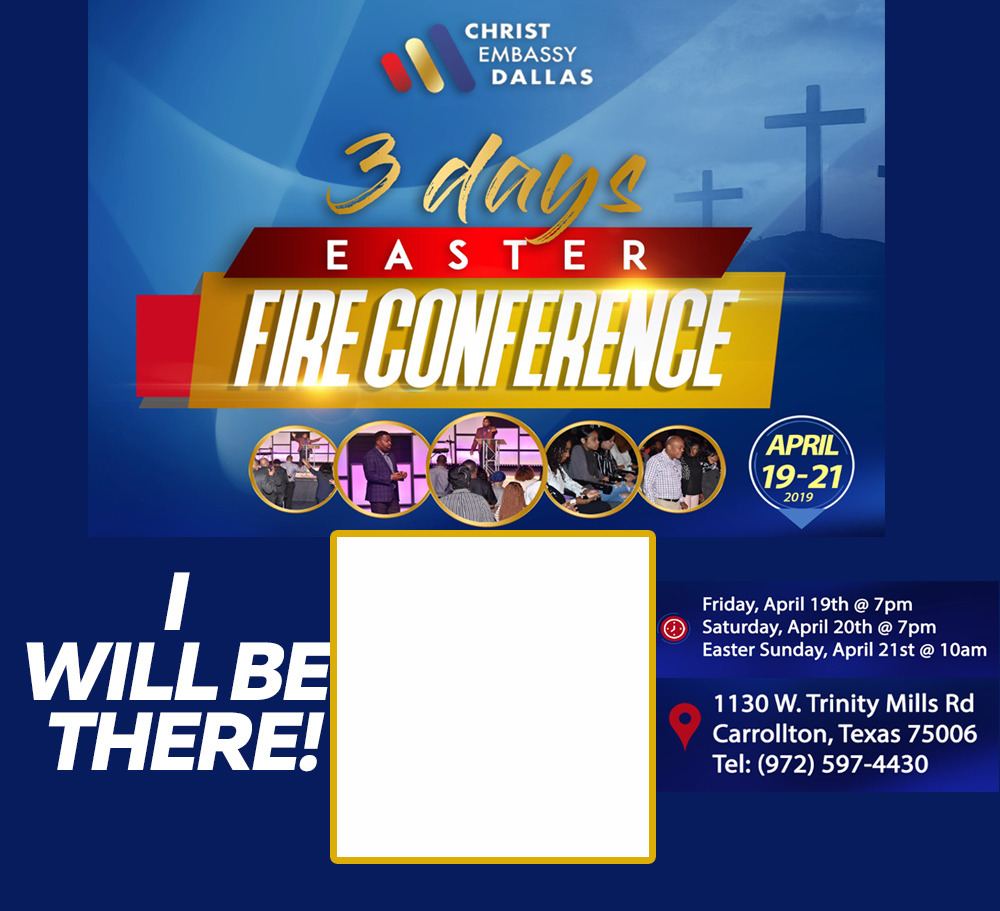 CHRIST
EMBASSY
DALLAS
3 days
EASTER
FIRE CONFERENCE
APRIL
19-21
2019
I
WILL BE
THERE!
Friday, April 19th @ 7pm
Saturday, April 20th @ 7pm
Easter Sunday, April 21st @ 10am
1130 W. Trinity Mills Rd
Carrollton, Texas 75006
Tel: (972) 597-4430